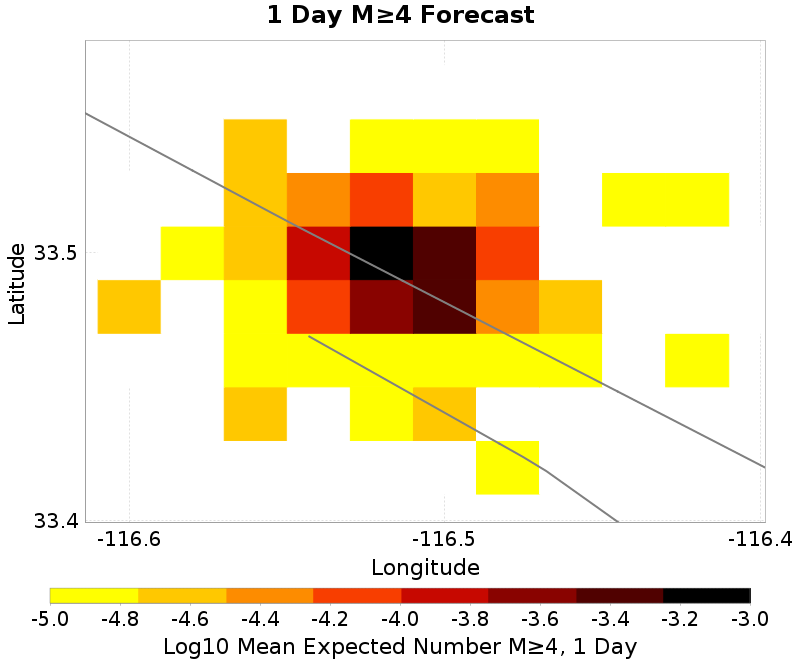 1 Day M≥4 Forecast
Latitude
33.5
33.4
-116.6 -116.5 -116.4
Longitude
-5.0 -4.8 -4.6 -4.4 -4.2 -4.0 -3.8 -3.6 -3.4 -3.2 -3.0
Log10 Mean Expected Number M≥4, 1 Day